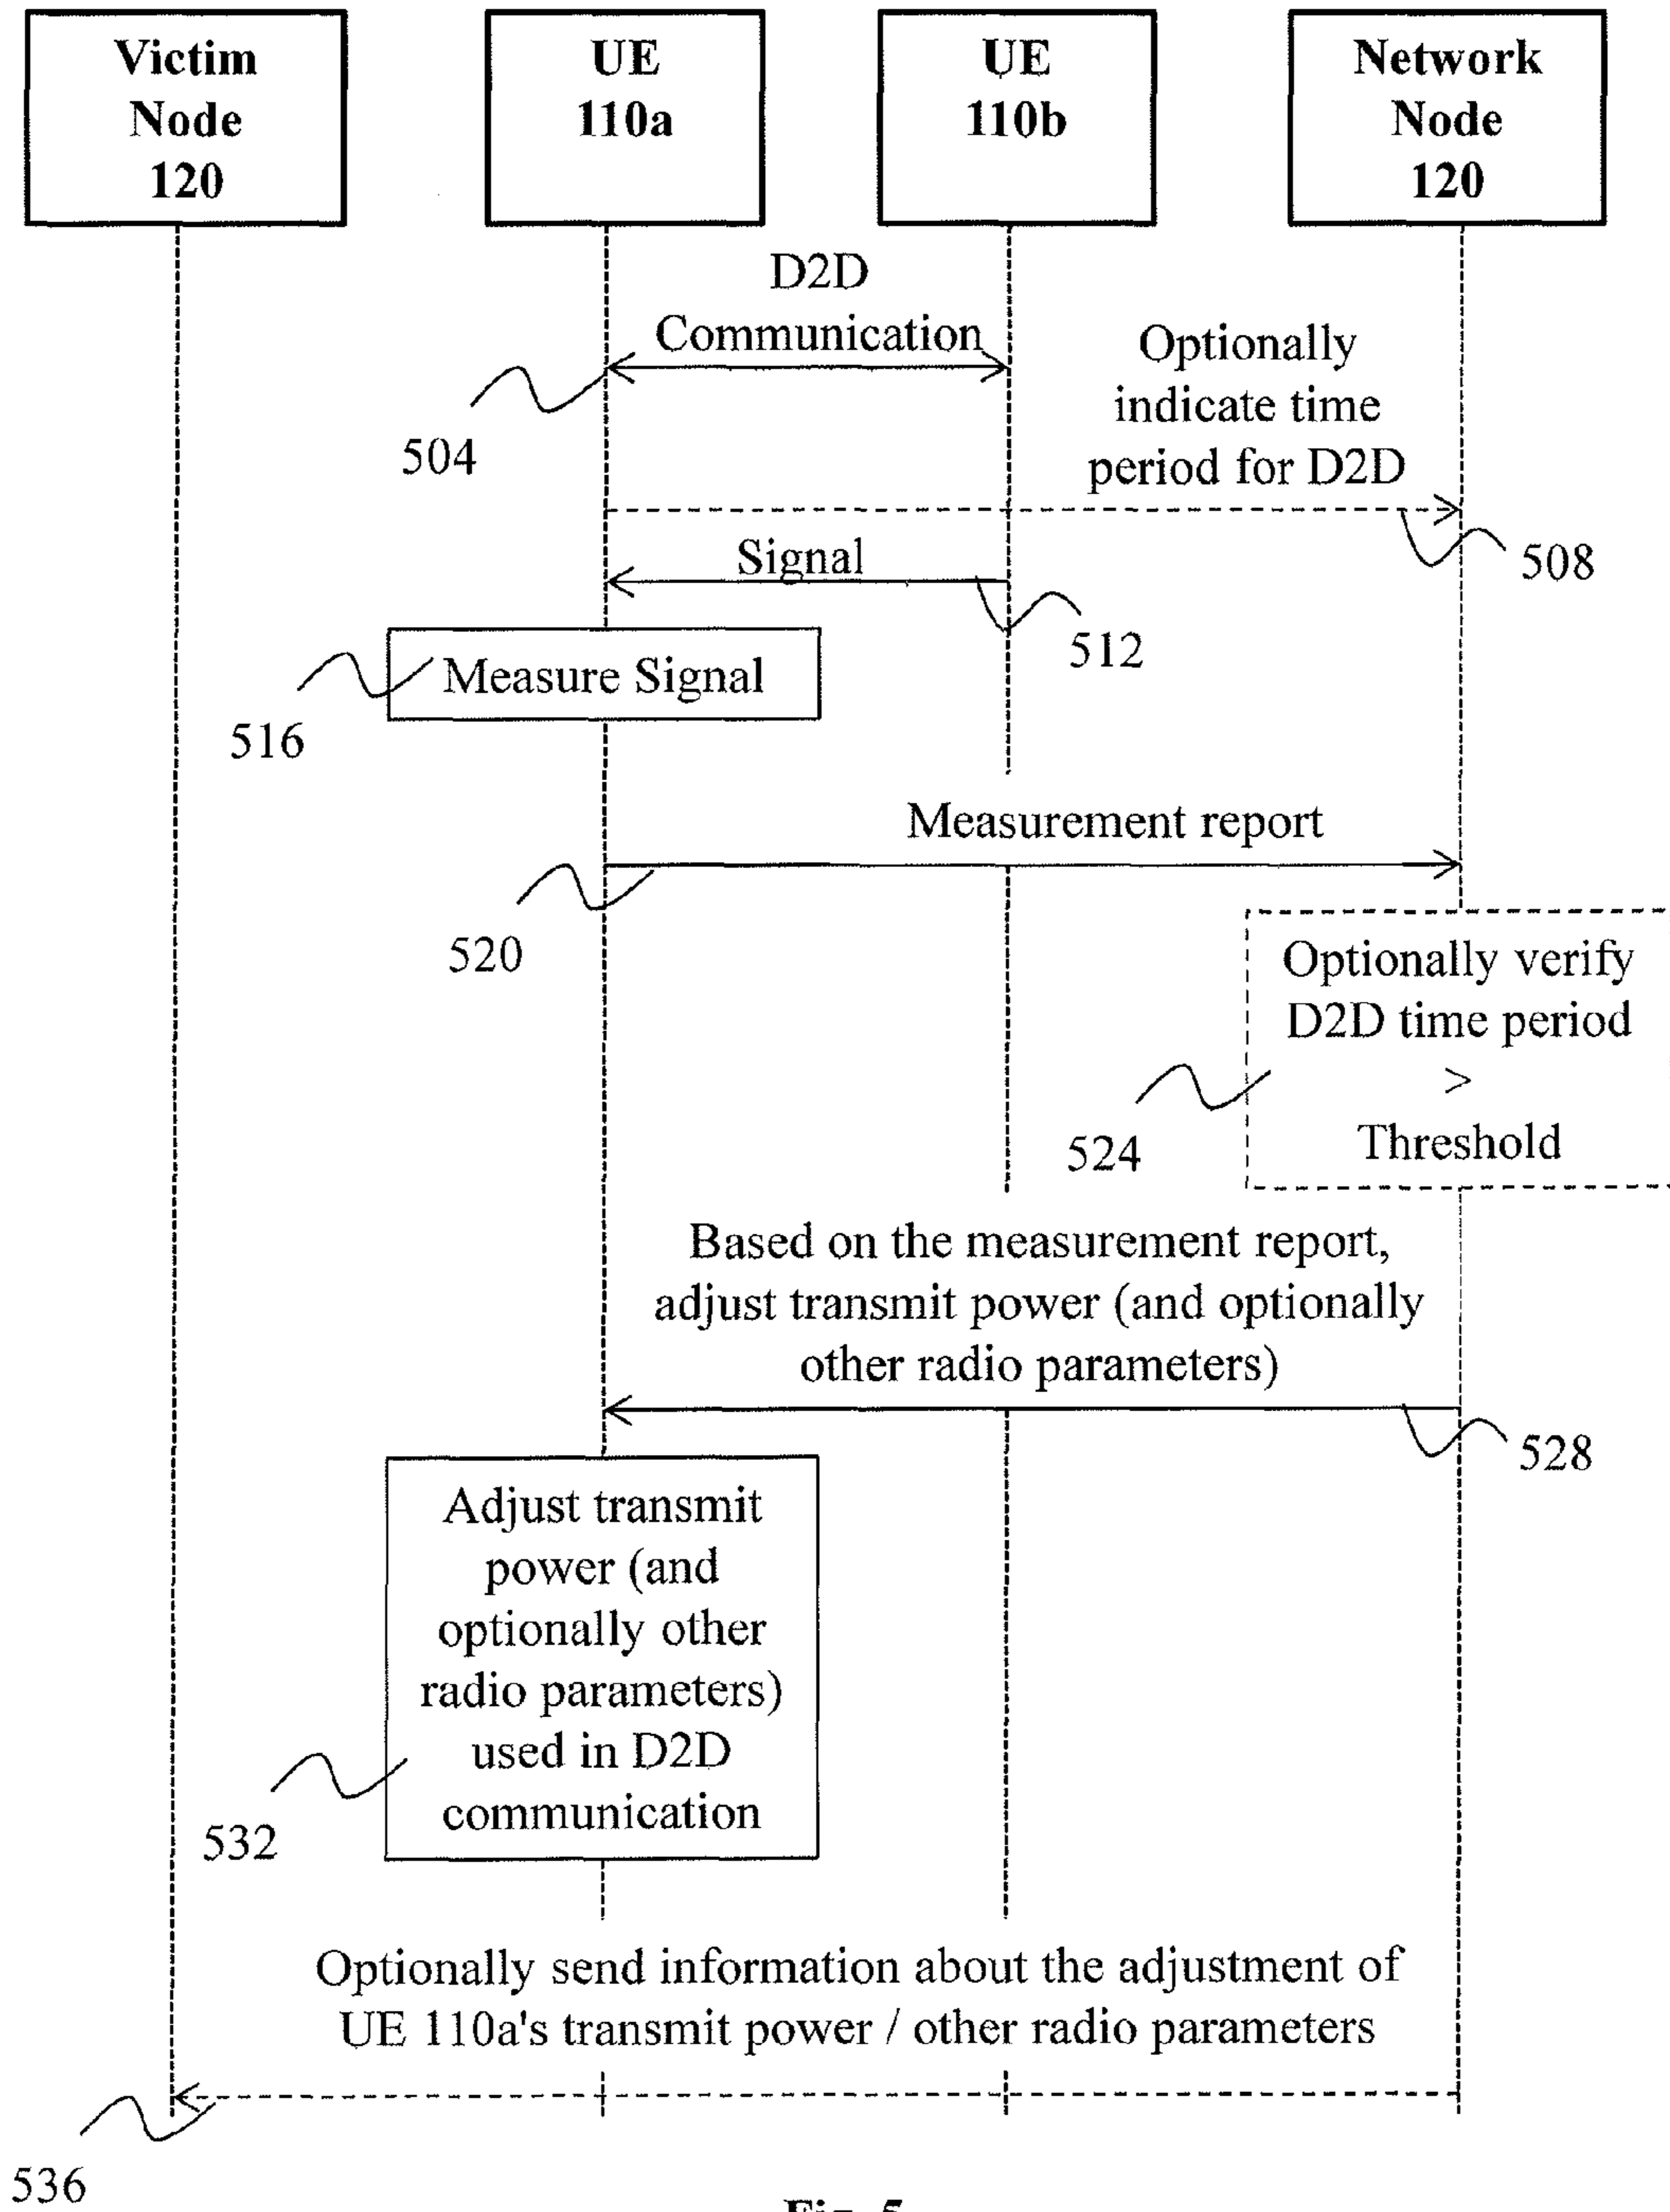 Victim
Node
120
UE
110a
UE
110b
Network
Node
120
D2D
Communication
504
Optionally
indicate time
period for D2D
508
Signal
512
Measure Signal
516
Measurement report
520
Optionally verify
D2D time period
>
Threshold
524
Based on the measurement report,
adjust transmit power (and optionally
other radio parameters)
528
Adjust transmit
power (and
optionally other
radio parameters)
used in D2D
communication
532
Optionally send information about the adjustment of
UE 110a's transmit power / other radio parameters
536
Fig. 5